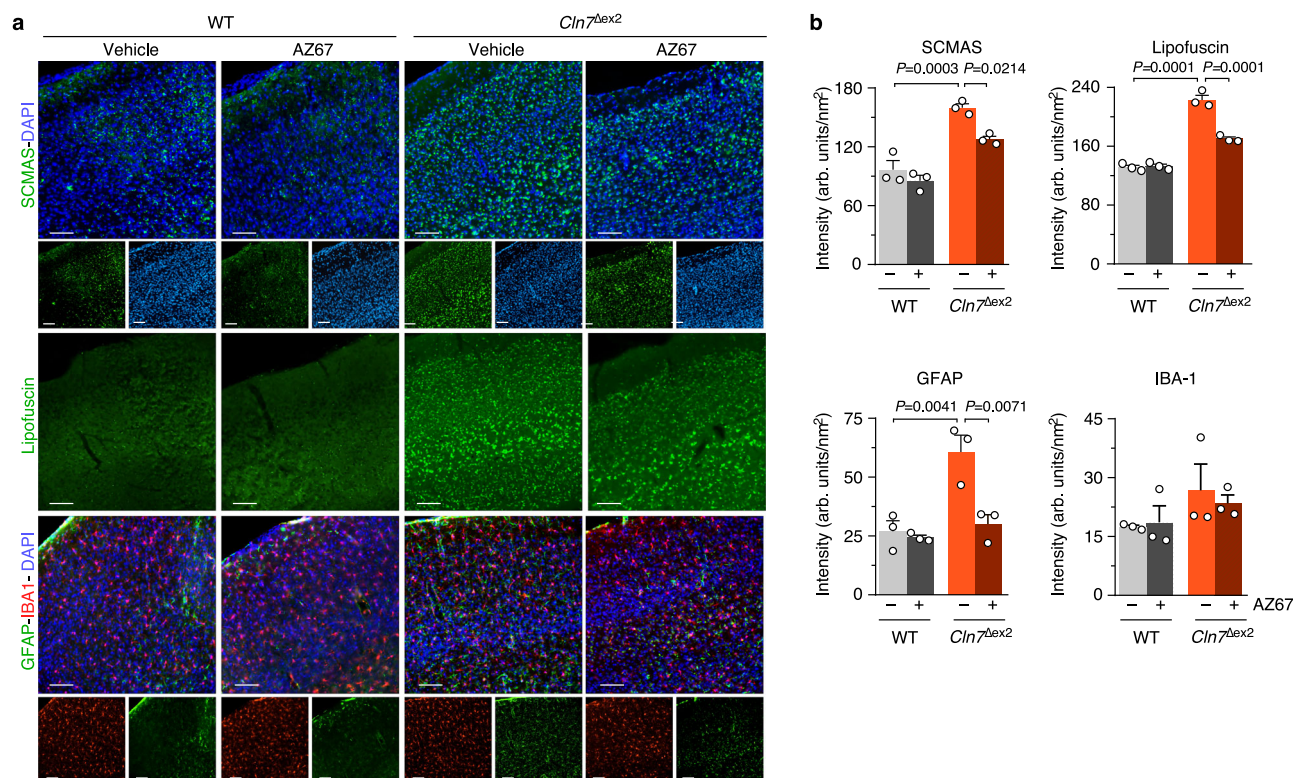 a
WT
Cln7Δex2
Vehicle
AZ67
Vehicle
AZ67
SCMAS-DAPI
Lipofuscin
GFAP-IBA1- DAPI
b
SCMAS
P=0.0003 P=0.0214
Intensity (arb. units/nm²)
180
120
90
60
0
− + − +
WT Cln7Δex2
Lipofuscin
P=0.0001 P=0.0001
Intensity (arb. units/nm²)
240
160
80
0
− + − +
WT Cln7Δex2
GFAP
P=0.0041 P=0.0071
Intensity (arb. units/nm²)
75
50
25
0
− + − +
WT Cln7Δex2
IBA-1
Intensity (arb. units/nm²)
45
30
15
0
− + − + AZ67
WT Cln7Δex2